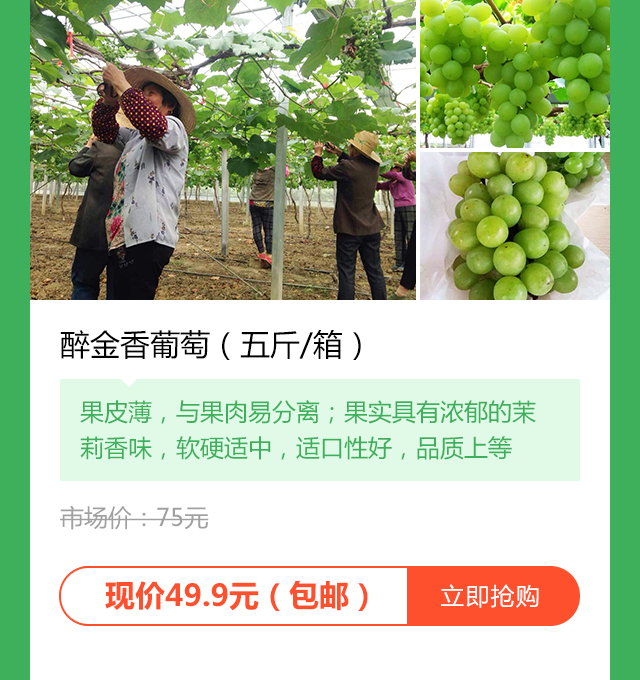 醉金香葡萄（五斤/箱）
果皮薄，与果肉易分离；果实具有浓郁的茉
莉香味，软硬适中，适口性好，品质上等
市场价：75元
现价49.9元（包邮）
立即抢购